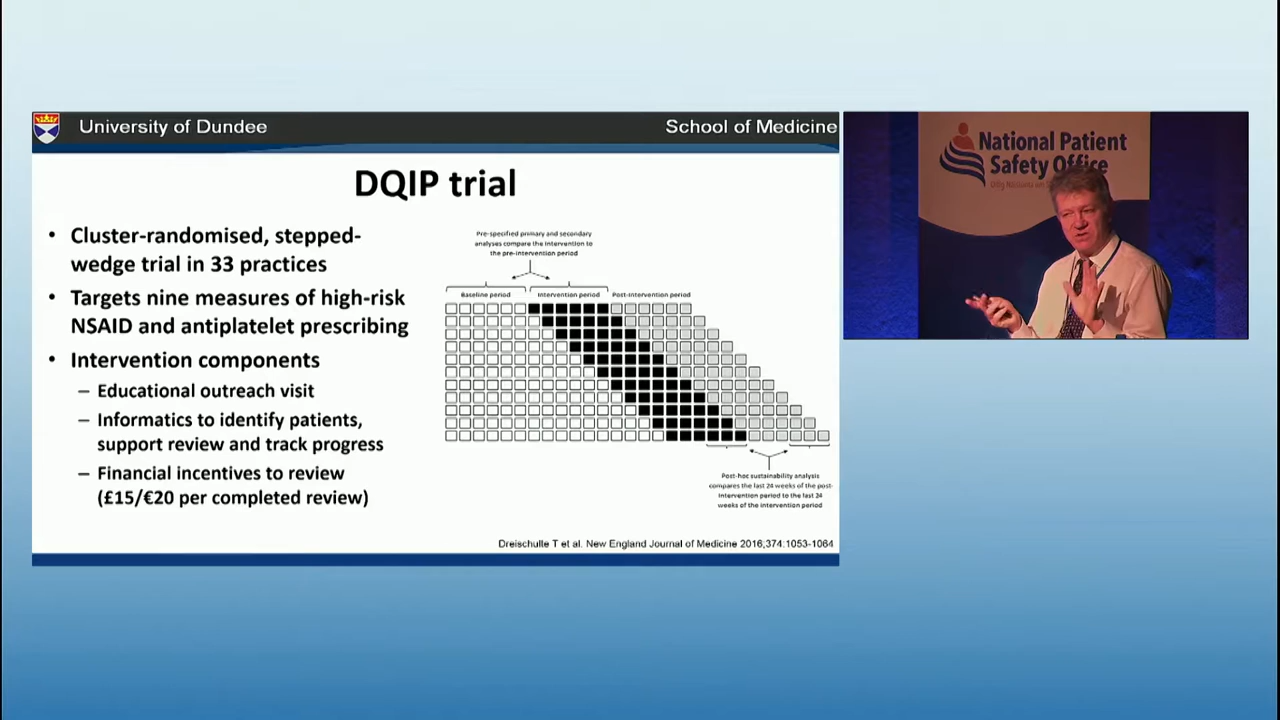 University of Dundee
School of Medicine
DQIP trial
• Cluster-randomised, stepped-
wedge trial in 33 practices
• Targets nine measures of high-risk
NSAID and antiplatelet prescribing
• Intervention components
– Educational outreach visit
– Informatics to identify patients,
support review and track progress
– Financial incentives to review
(£15/€20 per completed review)
Pre-specified primary and secondary
analyses compare the intervention to
the pre-intervention period
Baseline period
Intervention period
Post-intervention period
Post-hoc sustainability analysis
compares the last 24 weeks of the post-
intervention period to the last 24
weeks of the intervention period
Dreischulle T et al. New England Journal of Medicine 2016,374:1053-1064
National Patient
Safety Office